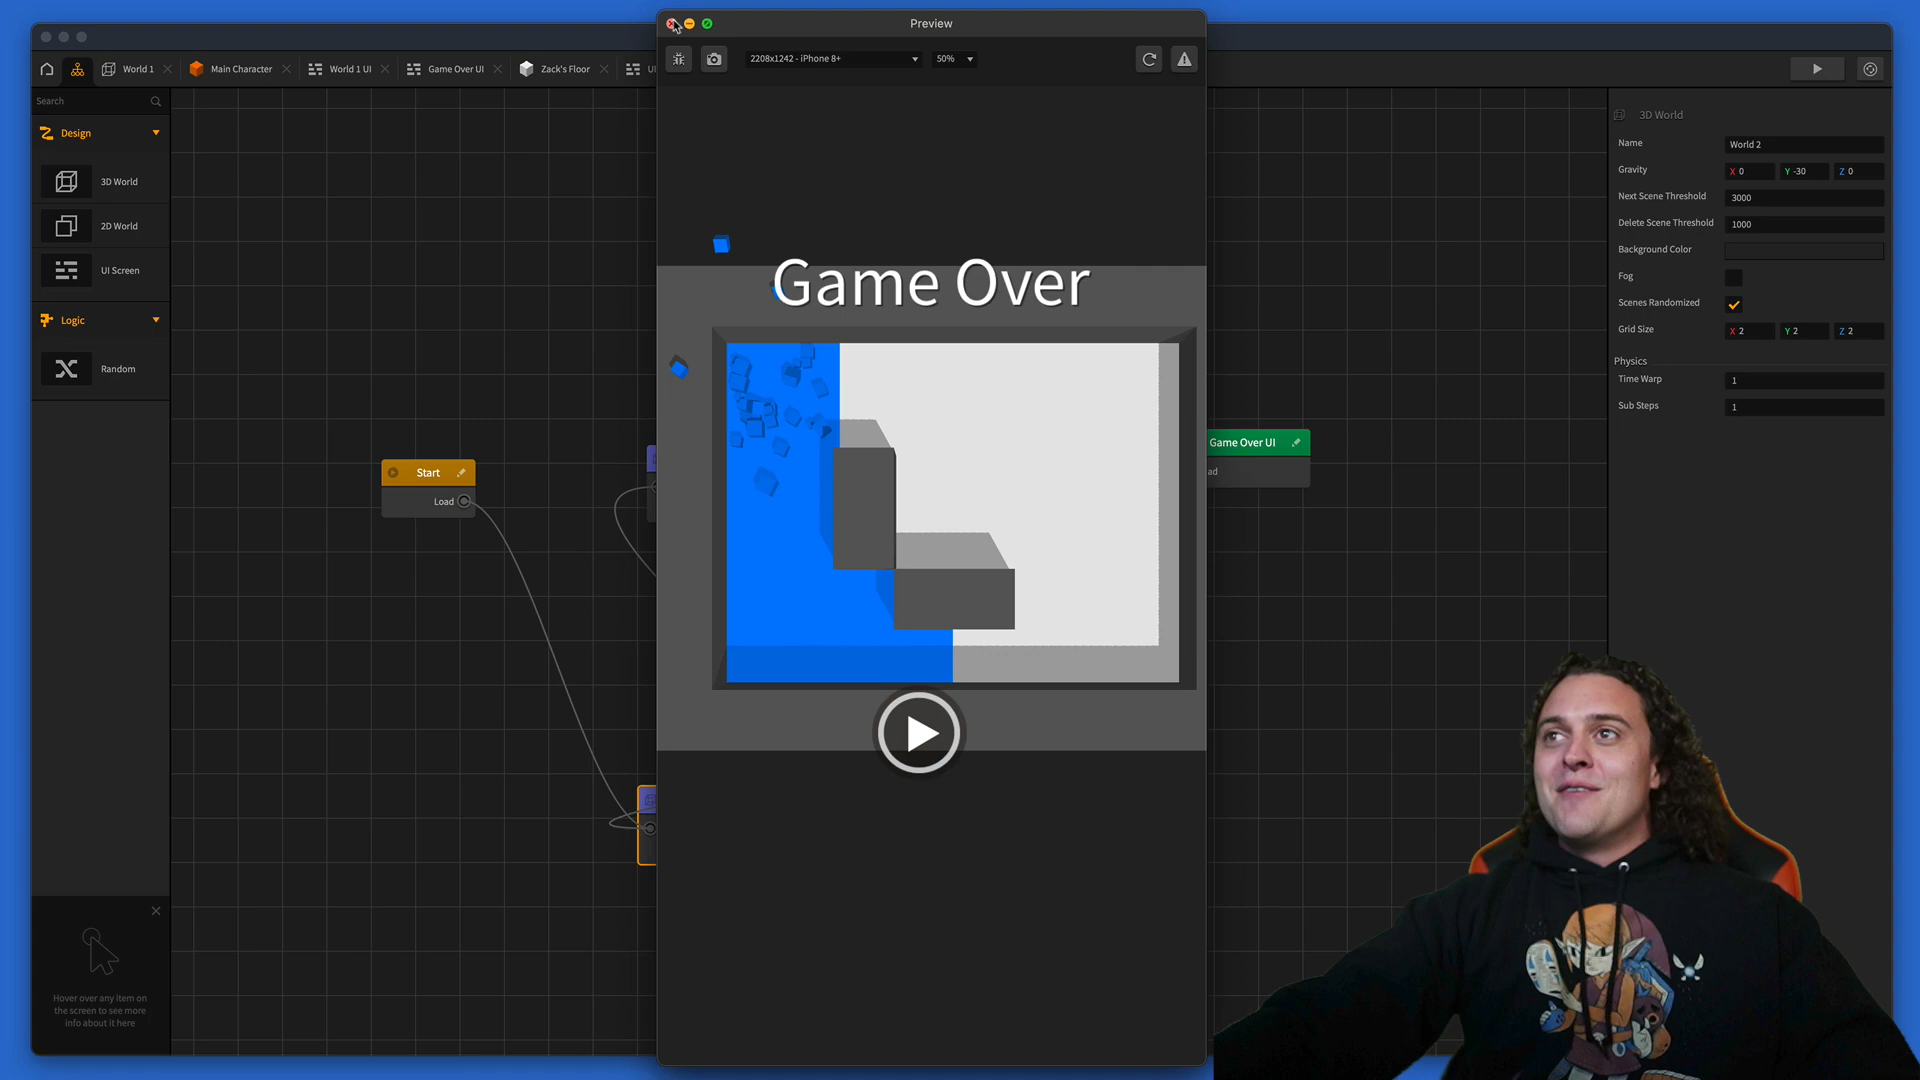 Preview
2208x1242 - iPhone 8+
50%
World 1
Main Character
World 1 UI
Game Over UI
Zack's Floor
Search
Design
3D World
2D World
UI Screen
Logic
Random
Start
Load
Game Over
Game Over UI
3D World
Name
World 2
Gravity
X 0
Y -30
Z 0
Next Scene Threshold
3000
Delete Scene Threshold
1000
Background Color
Fog
Scenes Randomized
Grid Size
X 2
Y 2
Z 2
Physics
Time Warp
1
Sub Steps
1
Hover over any item on
the screen to see more
info about it here